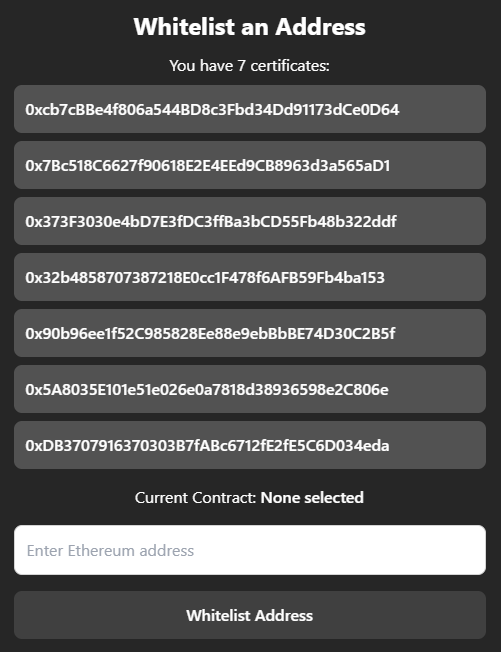 Whitelist an Address
You have 7 certificates:
0xcb7cBBe4f806a544BD8c3Fbd34Dd91173dCe0D64
0x7Bc518C6627f90618E2E4EEd9CB8963d3a565aD1
0x373F3030e4bD7E3fDC3ffBa3bCD55Fb48b322ddf
0x32b4858707387218E0cc1F478f6AFB59Fb4ba153
0x90b96ee1f52C985828Ee88e9ebBbBE74D30C2B5f
0x5A8035E101e51e026e0a7818d38936598e2C806e
0xDB3707916370303B7fABc6712fE2fE5C6D034eda
Current Contract: None selected
Enter Ethereum address
Whitelist Address